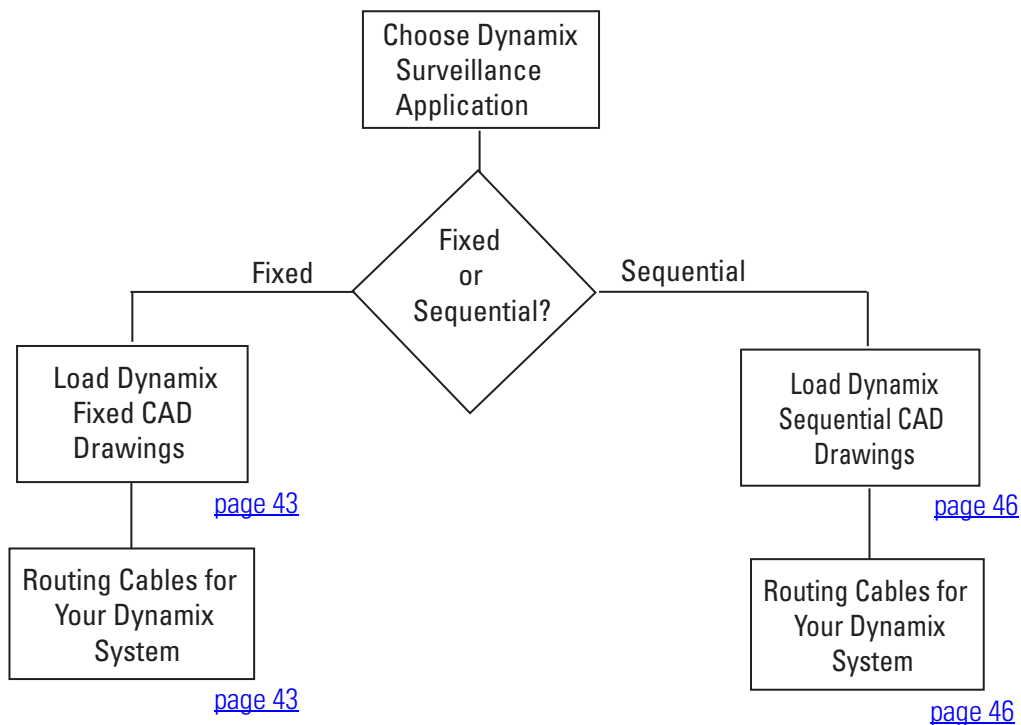 Choose Dynamix
Surveillance
Application
Fixed
or
Sequential?
Fixed
Sequential
Load Dynamix
Fixed CAD
Drawings
page 43
Routing Cables for
Your Dynamix
System
page 43
Load Dynamix
Sequential CAD
Drawings
page 46
Routing Cables for
Your Dynamix
System
page 46